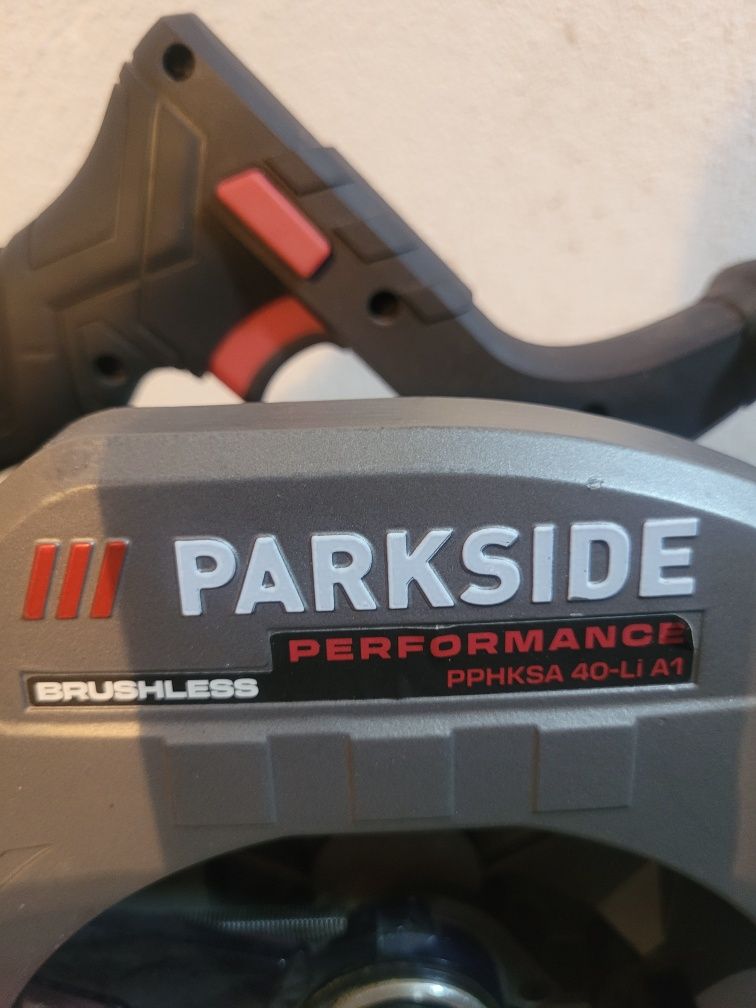 PARKSIDE
PERFORMANCE
BRUSHLESS
PPHKSA 40-Li A1